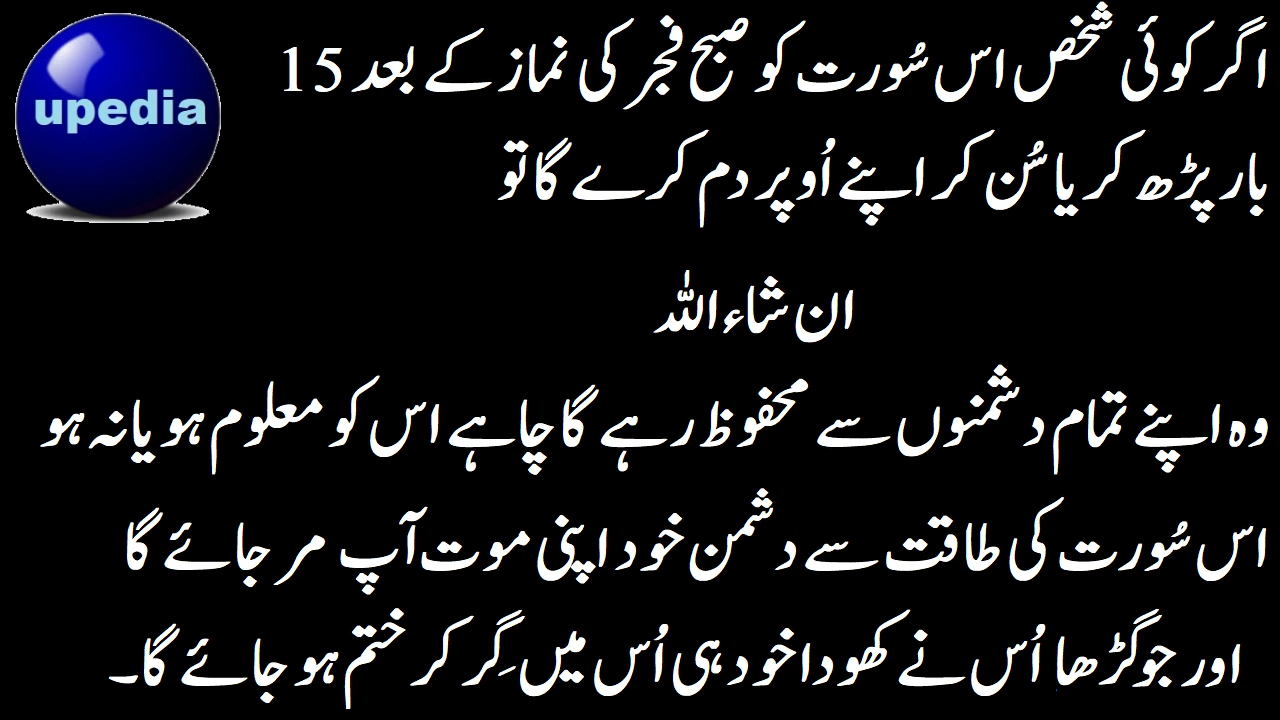 upedia
اگر کوئی شخص اس سُورت کو صبح فجر کی نماز کے بعد 15
بار پڑھ کر یا سُن کر اپنے اُوپر دم کرے گا تو
ان شاء اللہ
وہ اپنے تمام دشمنوں سے محفوظ رہے گا چاہے اس کو معلوم ہو یا نہ ہو
اس سُورت کی طاقت سے دشمن خود اپنی موت آپ مر جائے گا
اور جو گڑھا اُس نے کھودا خود ہی اُس میں گِر کر ختم ہو جائے گا۔